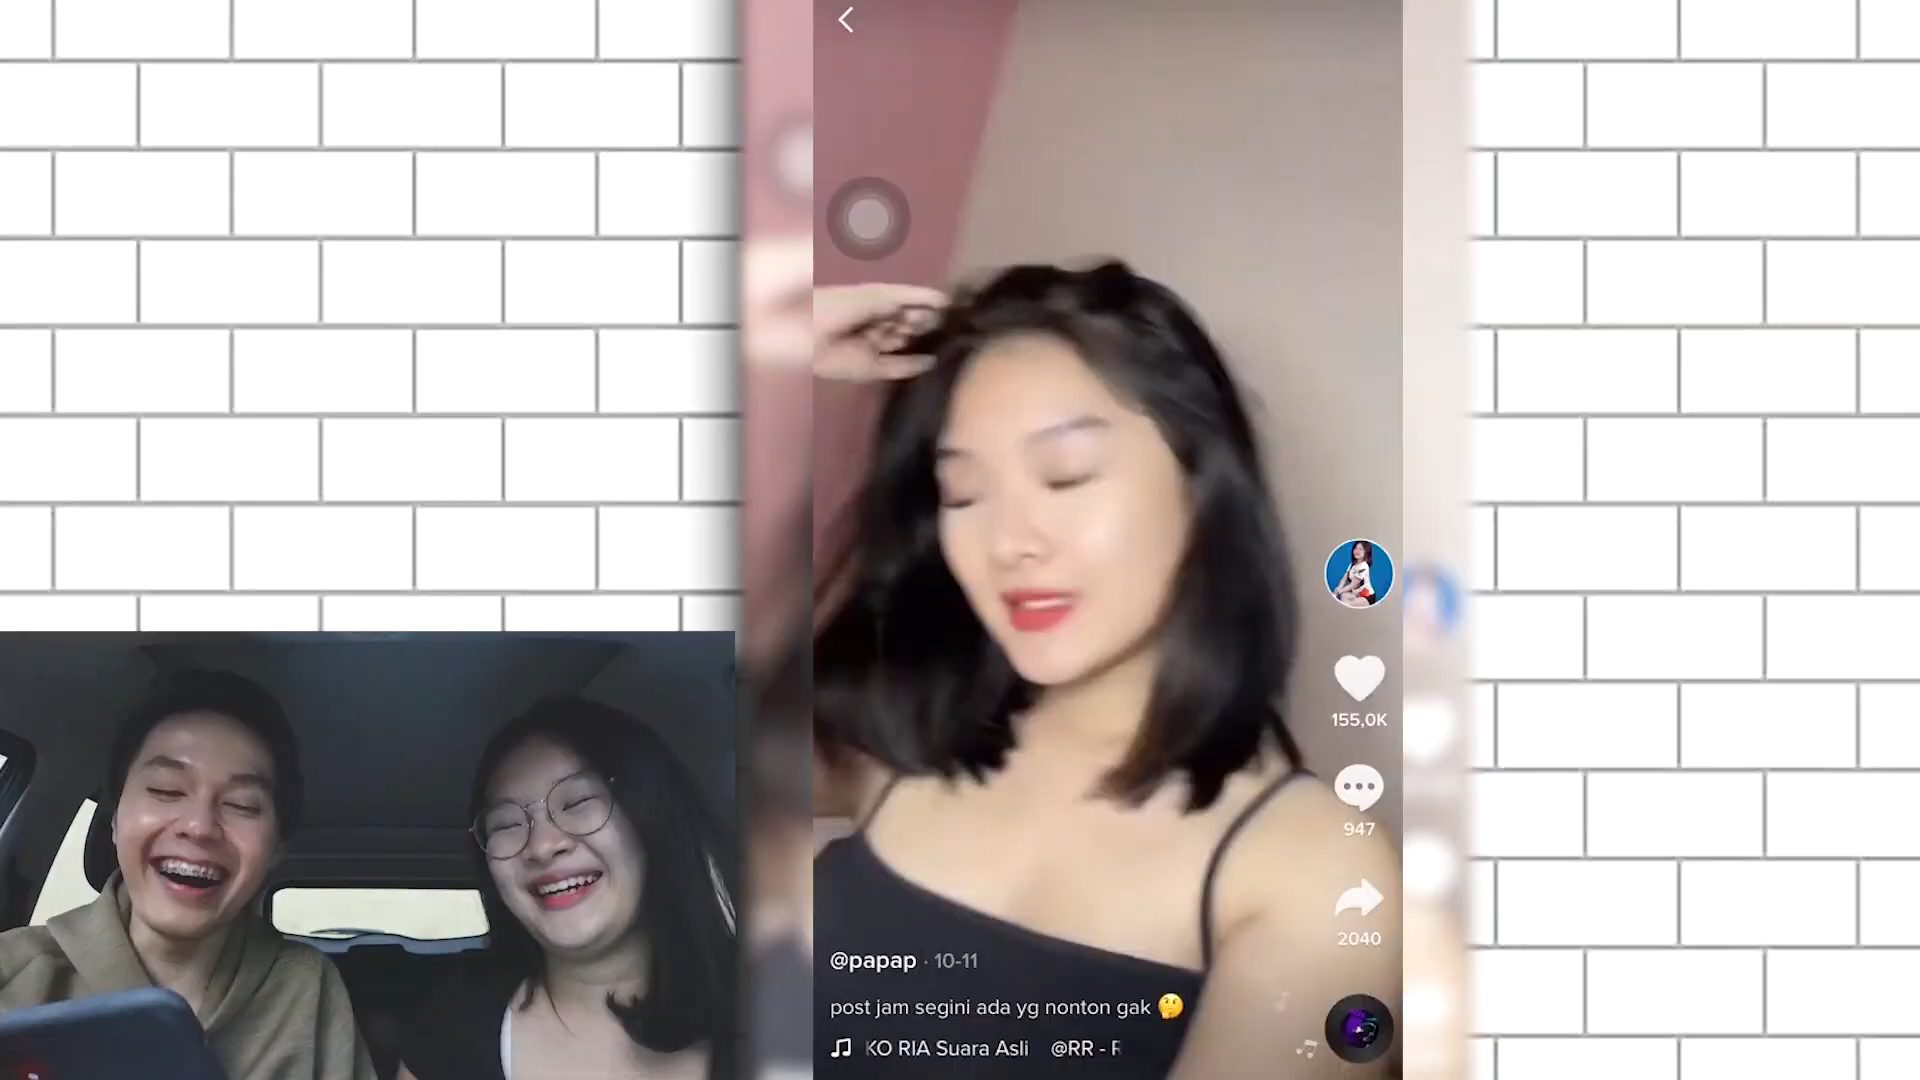 155,0K
947
2040
@papap · 10-11
post jam segini ada yg nonton gak 🤔
KO RIA Suara Asli @RR -